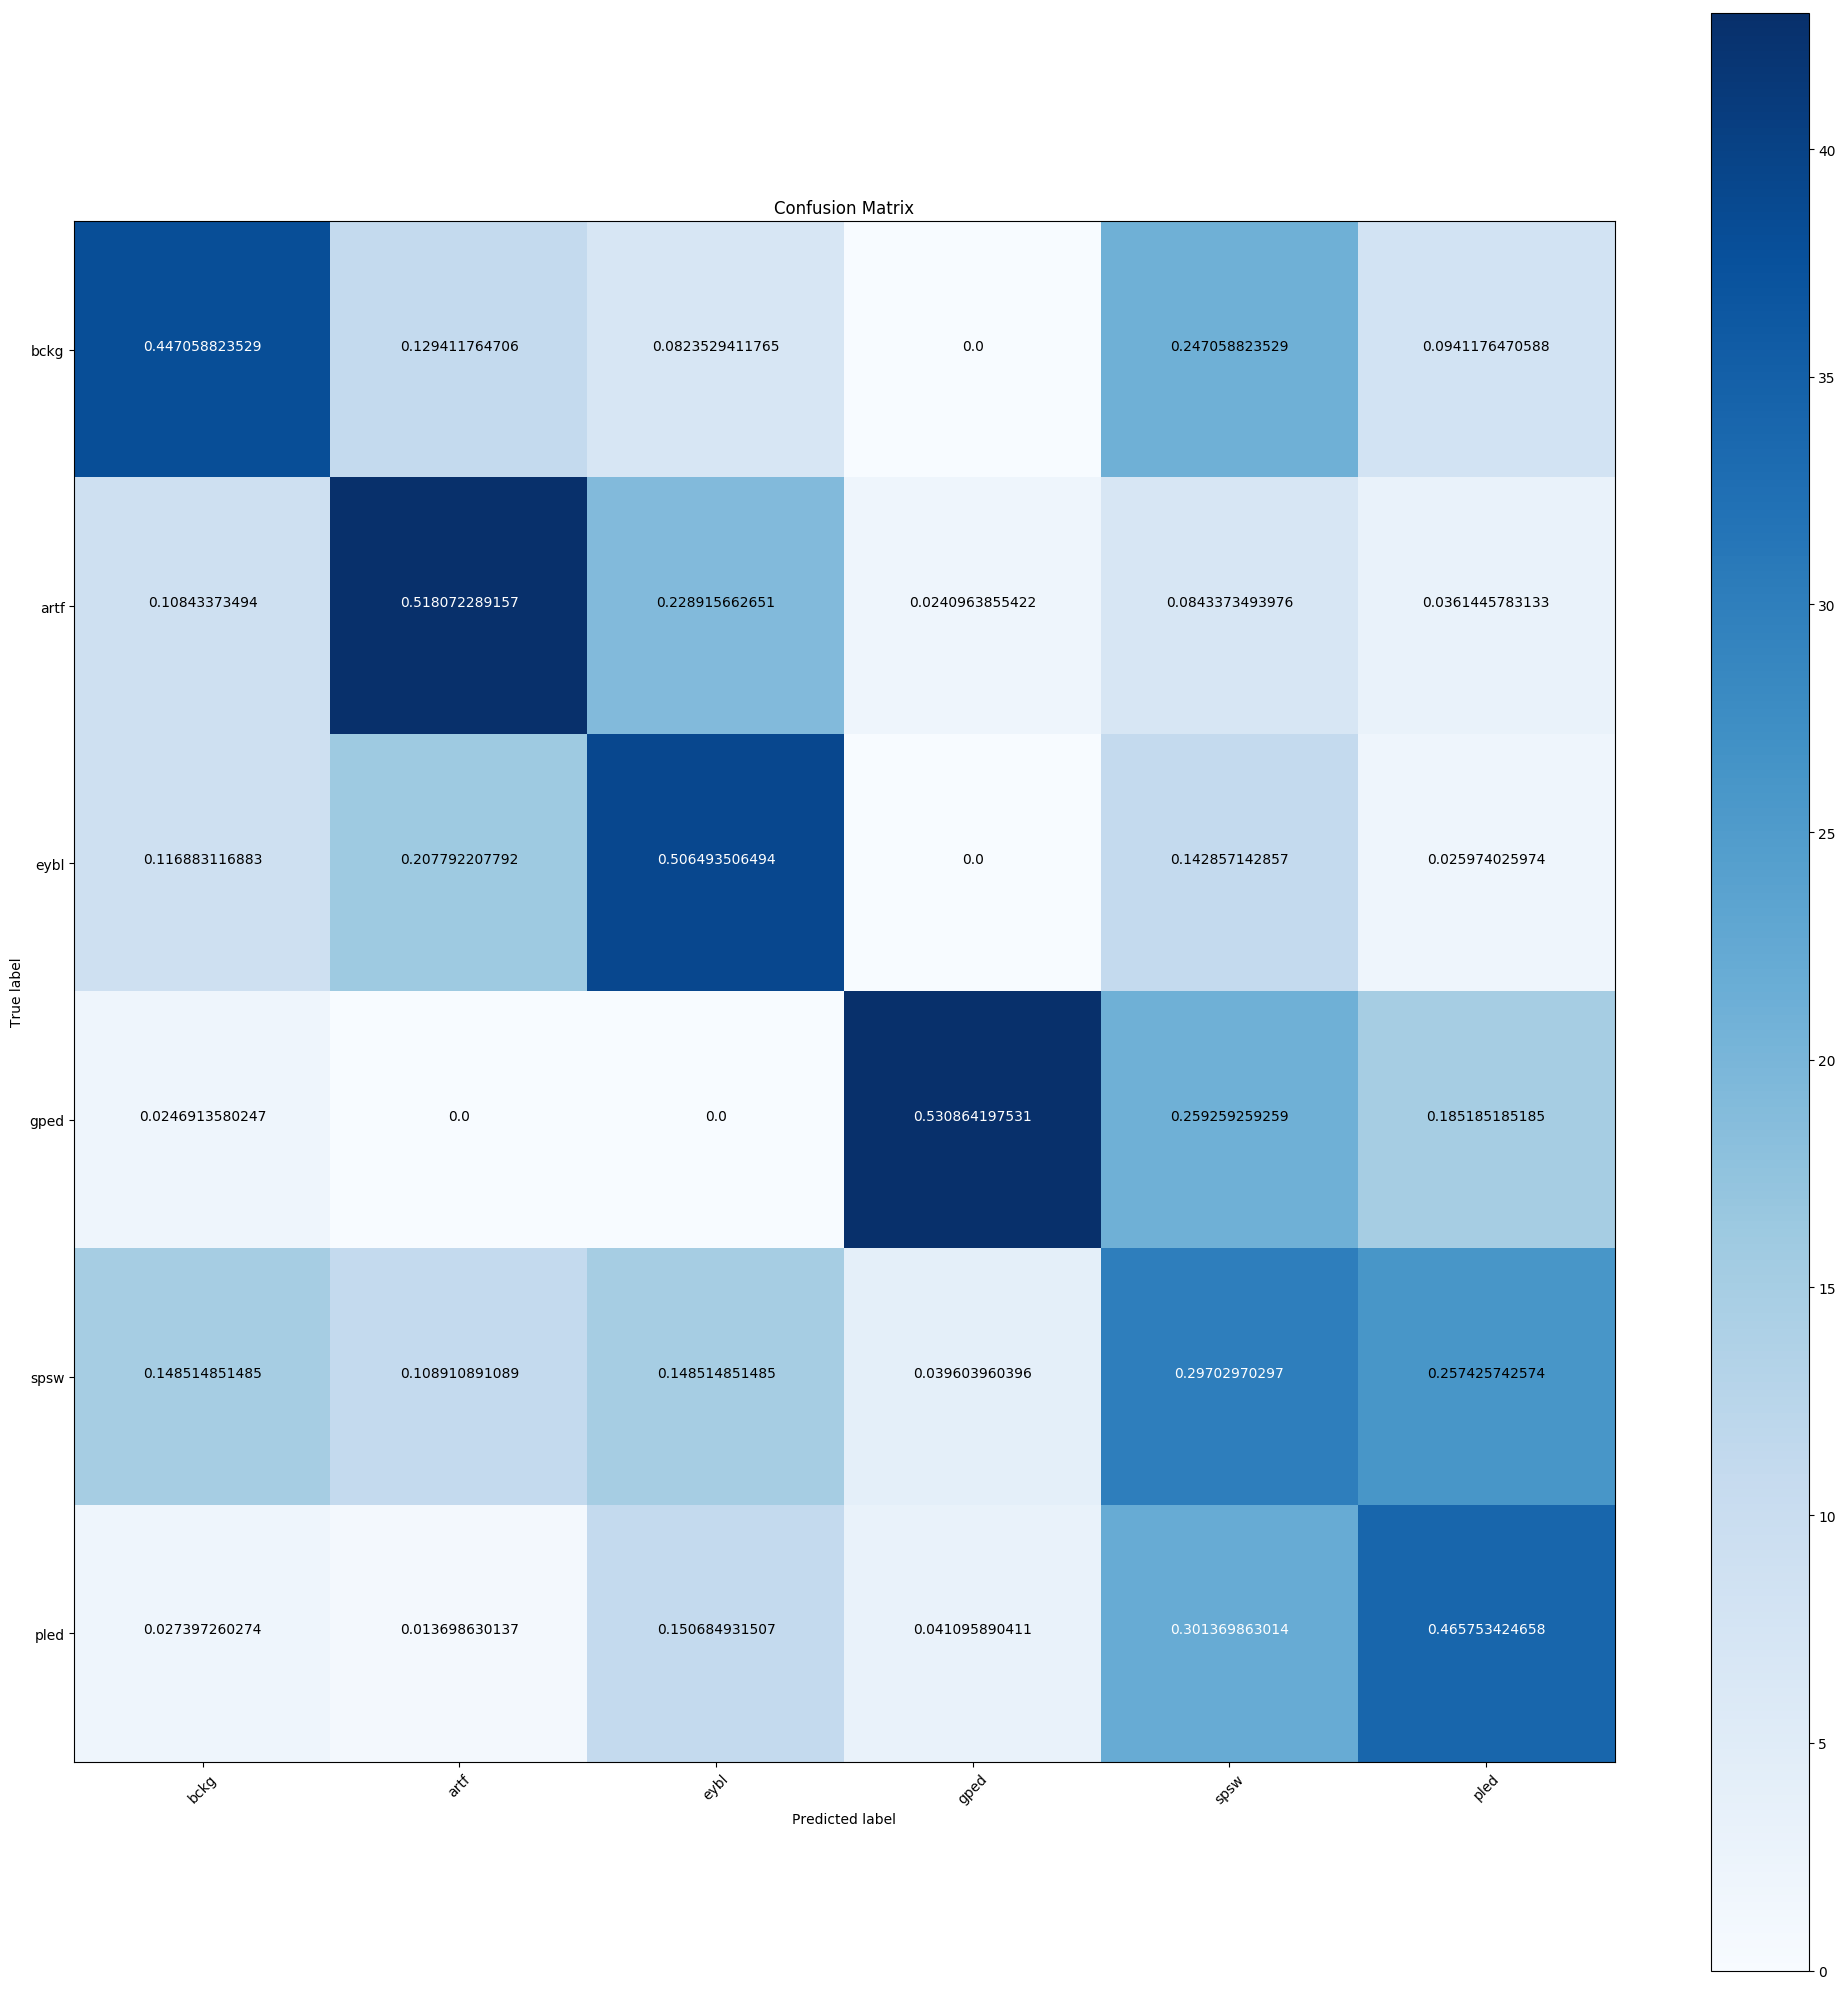 Confusion Matrix
bckg 0.447058823529 0.129411764706 0.0823529411765 0.0 0.247058823529 0.0941176470588
artf 0.10843373494 0.518072289157 0.228915662651 0.0240963855422 0.0843373493976 0.0361445783133
eybl 0.116883116883 0.207792207792 0.506493506494 0.0 0.142857142857 0.025974025974
gped 0.0246913580247 0.0 0.0 0.530864197531 0.259259259259 0.185185185185
spsw 0.148514851485 0.108910891089 0.148514851485 0.039603960396 0.29702970297 0.257425742574
pled 0.027397260274 0.013698630137 0.150684931507 0.041095890411 0.301369863014 0.465753424658
bckg artf eybl gped spsw pled
Predicted label
True label
40
35
30
25
20
15
10
5
0